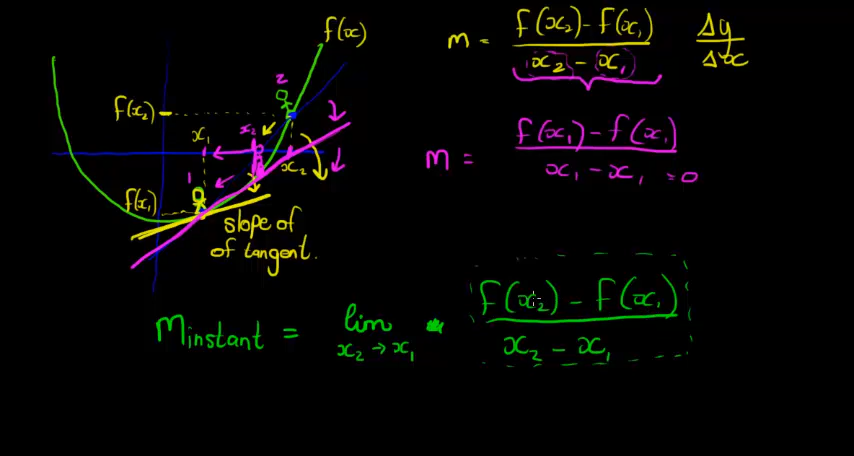 f(x)
m = f(x₂) - f(x₁) / x₂ - x₁
Δy / Δx
2
f(x₂)
x₁
x₂
x₂
m = f(x₁) - f(x₁) / x₁ - x₁ = 0
1
f(x₁)
slope of
of tangent.
m instant = lim x₂ → x₁ f(x₂) - f(x₁) / x₂ - x₁